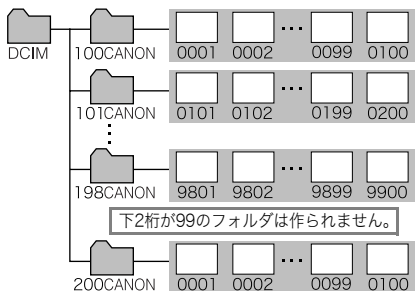 DCIM 100CANON 0001 0002 ••• 0099 0100
101CANON 0101 0102 ••• 0199 0200
198CANON 9801 9802 ••• 9899 9900
下2桁が99のフォルダは作られません。
200CANON 0001 0002 ••• 0099 0100